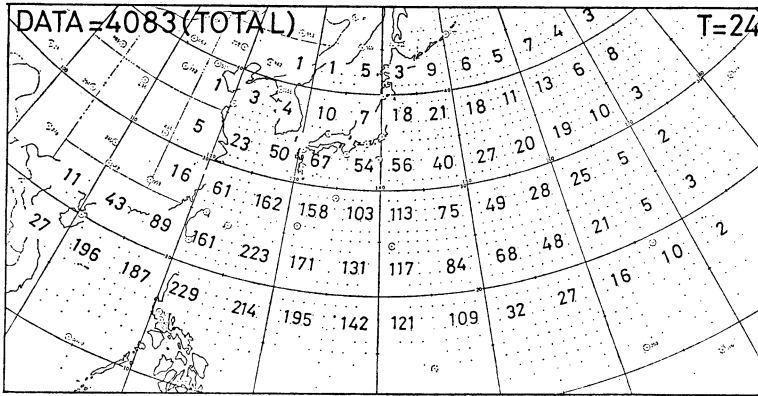 DATA=4083(TOTAL) T=24
1 1 5 3 9 6 5 7 4 3
1 3 4 10 7 18 21 18 11 13 6 8
5 23 50 67 54 56 40 27 20 19 10 3
11 16 61 162 158 103 113 75 49 28 25 5 2
27 43 89 161 223 171 131 117 84 68 48 21 5 3
196 187 229 214 195 142 121 109 32 27 16 10 2